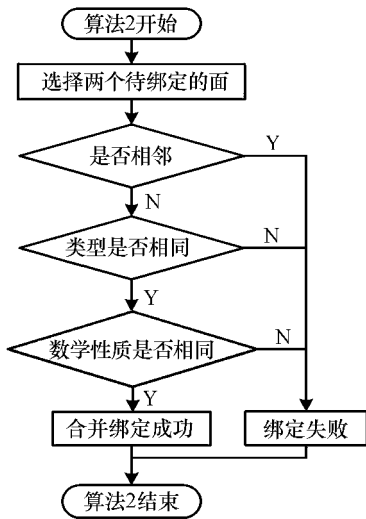 算法2开始
选择两个待绑定的面
是否相邻
Y
N
类型是否相同
N
Y
数学性质是否相同
N
Y
合并绑定成功
绑定失败
算法2结束